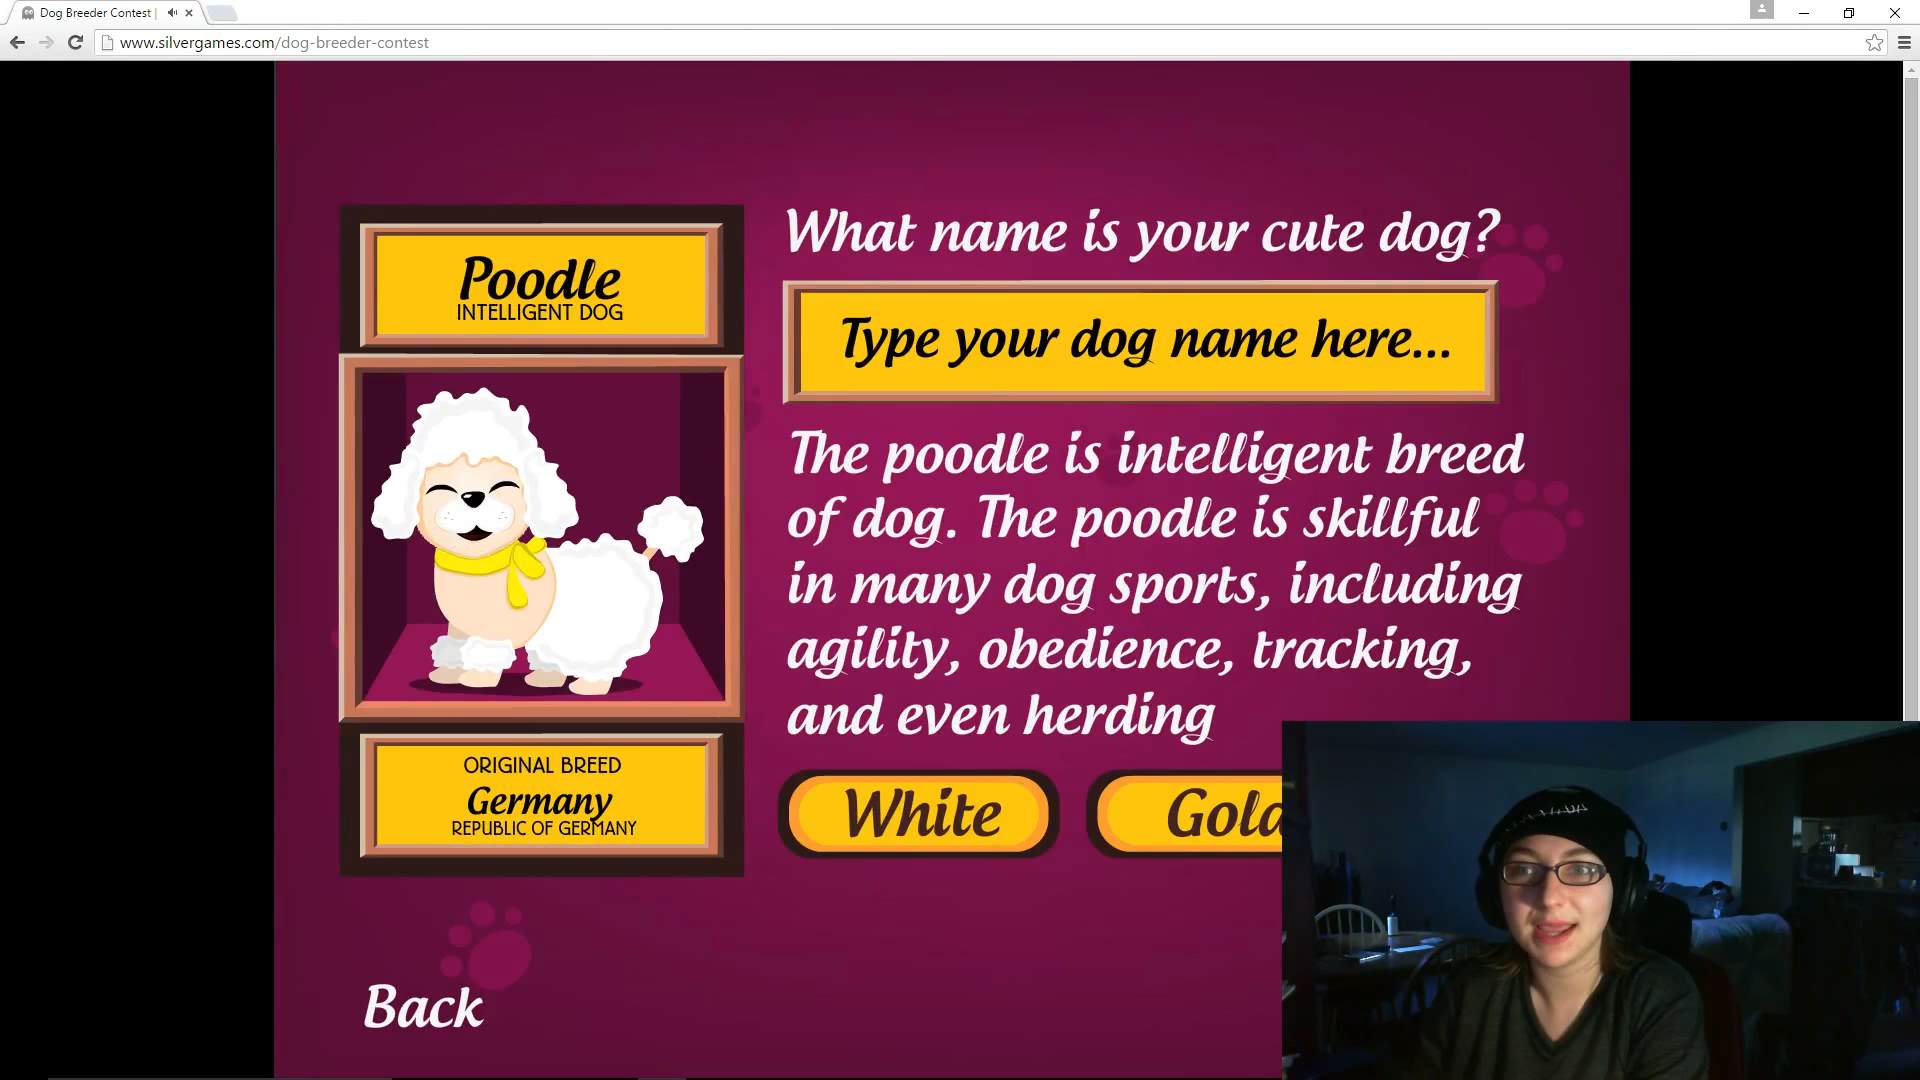 Dog Breeder Contest |
www.silvergames.com/dog-breeder-contest
Poodle
INTELLIGENT DOG
ORIGINAL BREED
Germany
REPUBLIC OF GERMANY
What name is your cute dog?
Type your dog name here...
The poodle is intelligent breed
of dog. The poodle is skillful
in many dog sports, including
agility, obedience, tracking,
and even herding
White
Gold
Back